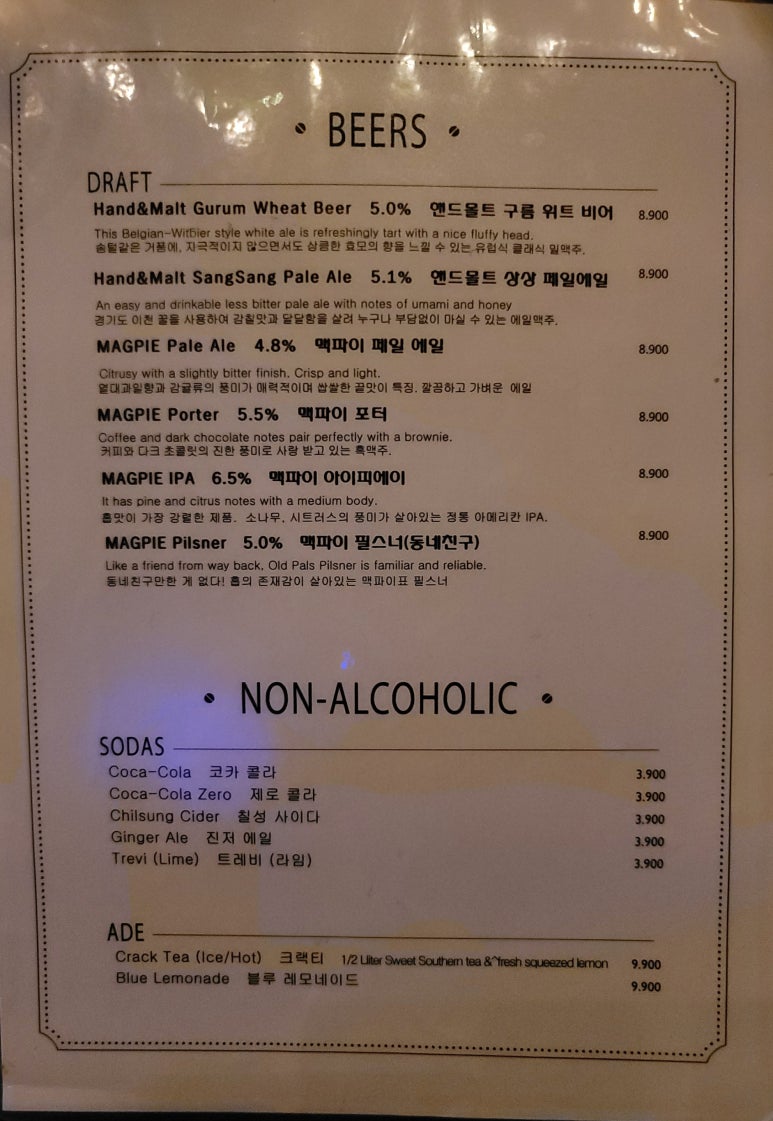 • BEERS •
DRAFT
Hand&Malt Gurum Wheat Beer 5.0% 핸드몰트 구름 위트 비어 8.900
This Belgian-Witbier style white ale is refreshingly tart with a nice fluffy head.
솜털같은 거품에, 자극적이지 않으면서도 상큼한 효모의 향을 느낄 수 있는 유럽식 클래식 밀맥주.
Hand&Malt SangSang Pale Ale 5.1% 핸드몰트 상상 페일에일 8.900
An easy and drinkable less bitter pale ale with notes of umami and honey
경기도 이천 꿀을 사용하여 감칠맛과 달달함을 살려 누구나 부담없이 마실 수 있는 에일맥주.
MAGPIE Pale Ale 4.8% 맥파이 페일 에일 8.900
Citrusy with a slightly bitter finish. Crisp and light.
열대과일향과 감귤류의 풍미가 매력적이며 쌉쌀한 끝맛이 특징. 깔끔하고 가벼운 에일
MAGPIE Porter 5.5% 맥파이 포터 8.900
Coffee and dark chocolate notes pair perfectly with a brownie.
커피와 다크 초콜릿의 진한 풍미로 사랑 받고 있는 흑맥주.
MAGPIE IPA 6.5% 맥파이 아이피에이 8.900
It has pine and citrus notes with a medium body.
홉맛이 가장 강렬한 제품. 소나무, 시트러스의 풍미가 살아있는 정통 아메리칸 IPA.
MAGPIE Pilsner 5.0% 맥파이 필스너(동네친구) 8.900
Like a friend from way back, Old Pals Pilsner is familiar and reliable.
동네친구만한 게 없다! 홉의 존재감이 살아있는 맥파이표 필스너
• NON-ALCOHOLIC •
SODAS
Coca-Cola 코카 콜라 3.900
Coca-Cola Zero 제로 콜라 3.900
Chilsung Cider 칠성 사이다 3.900
Ginger Ale 진저 에일 3.900
Trevi (Lime) 트레비 (라임) 3.900
ADE
Crack Tea (Ice/Hot) 크랙티 1/2 Liter Sweet Southern tea &^fresh squeezed lemon 9.900
Blue Lemonade 블루 레모네이드 9.900